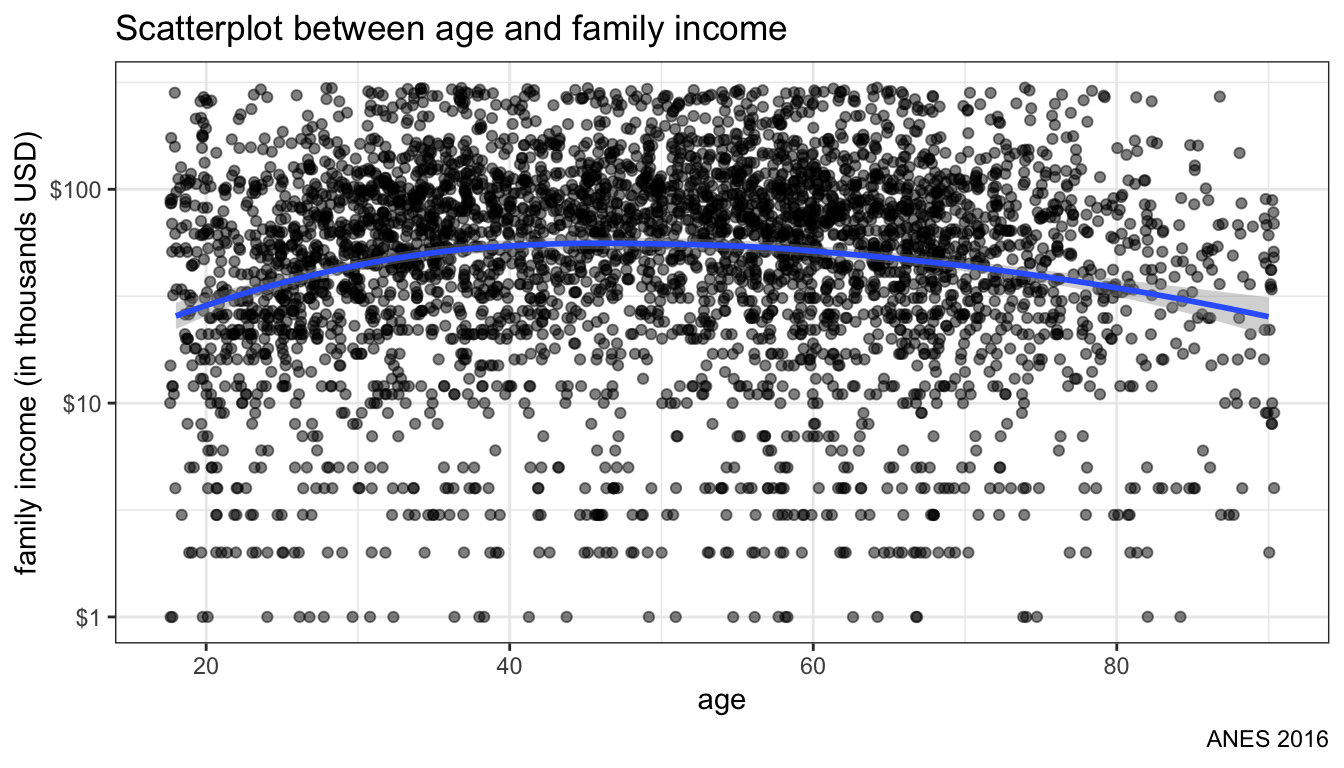 Scatterplot between age and family income
family income (in thousands USD)
$100
$10
$1
20 40 60 80
age
ANES 2016